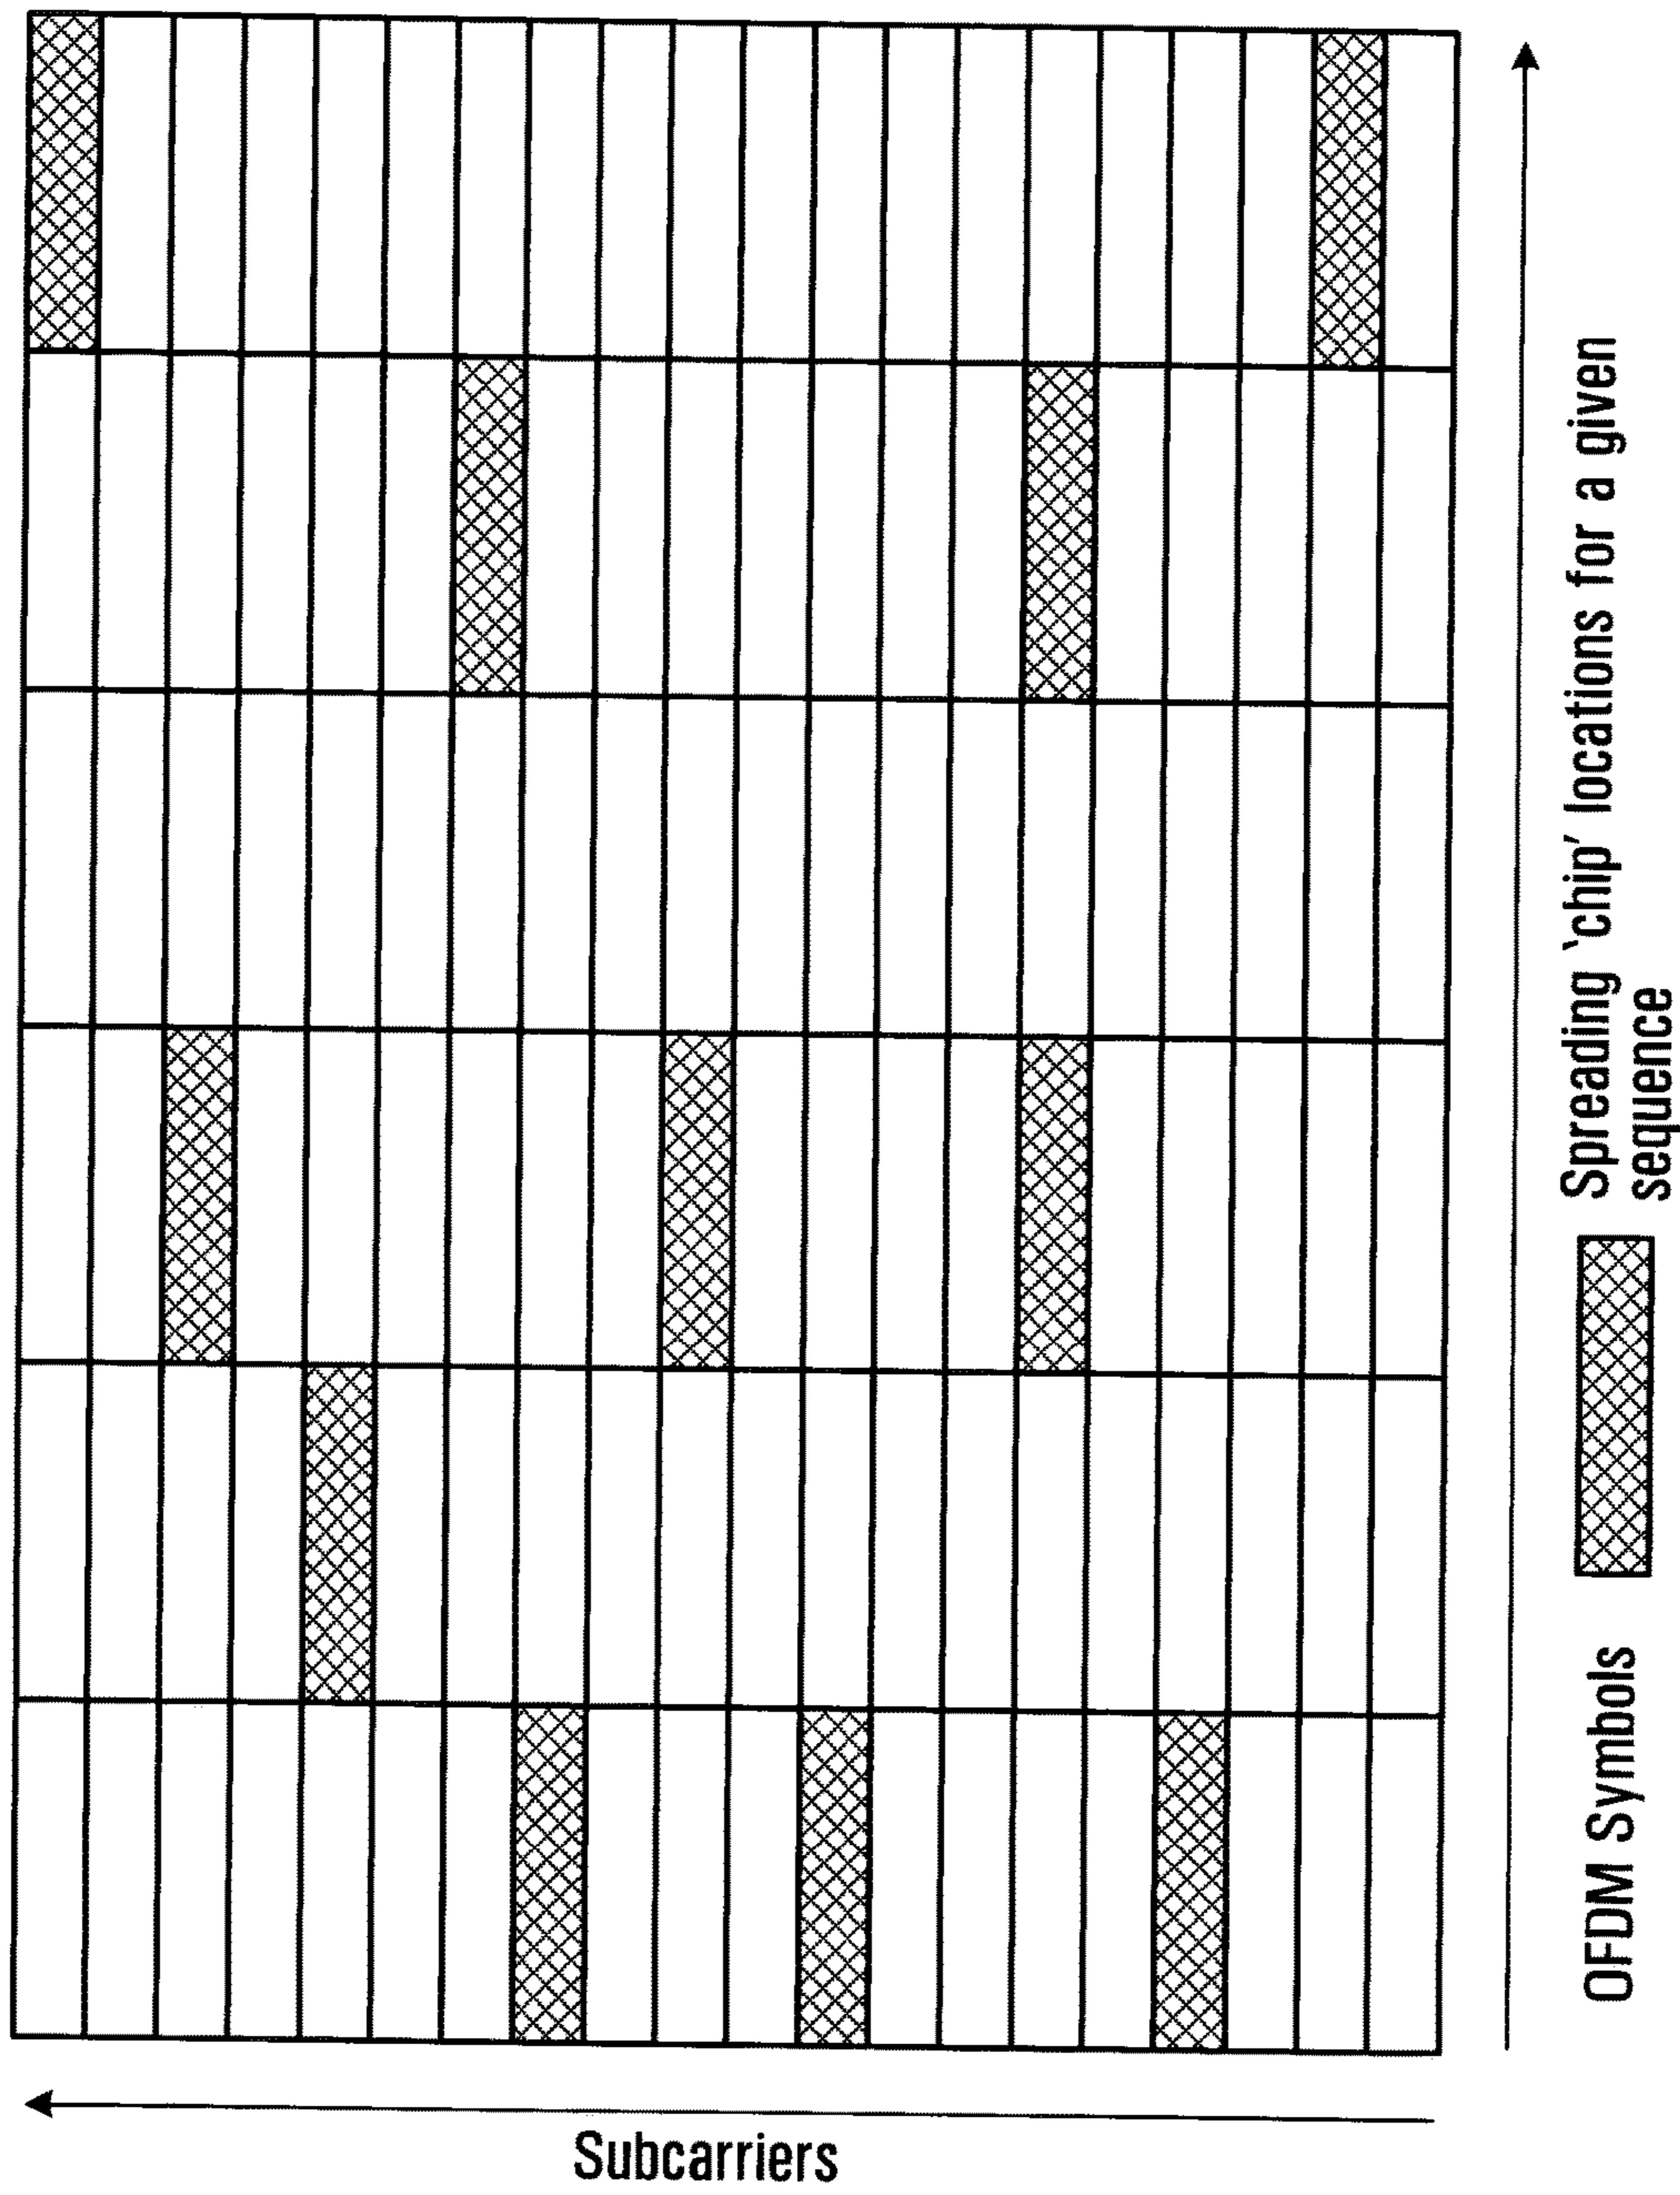 Subcarriers
OFDM Symbols
Spreading 'chip' locations for a given
sequence